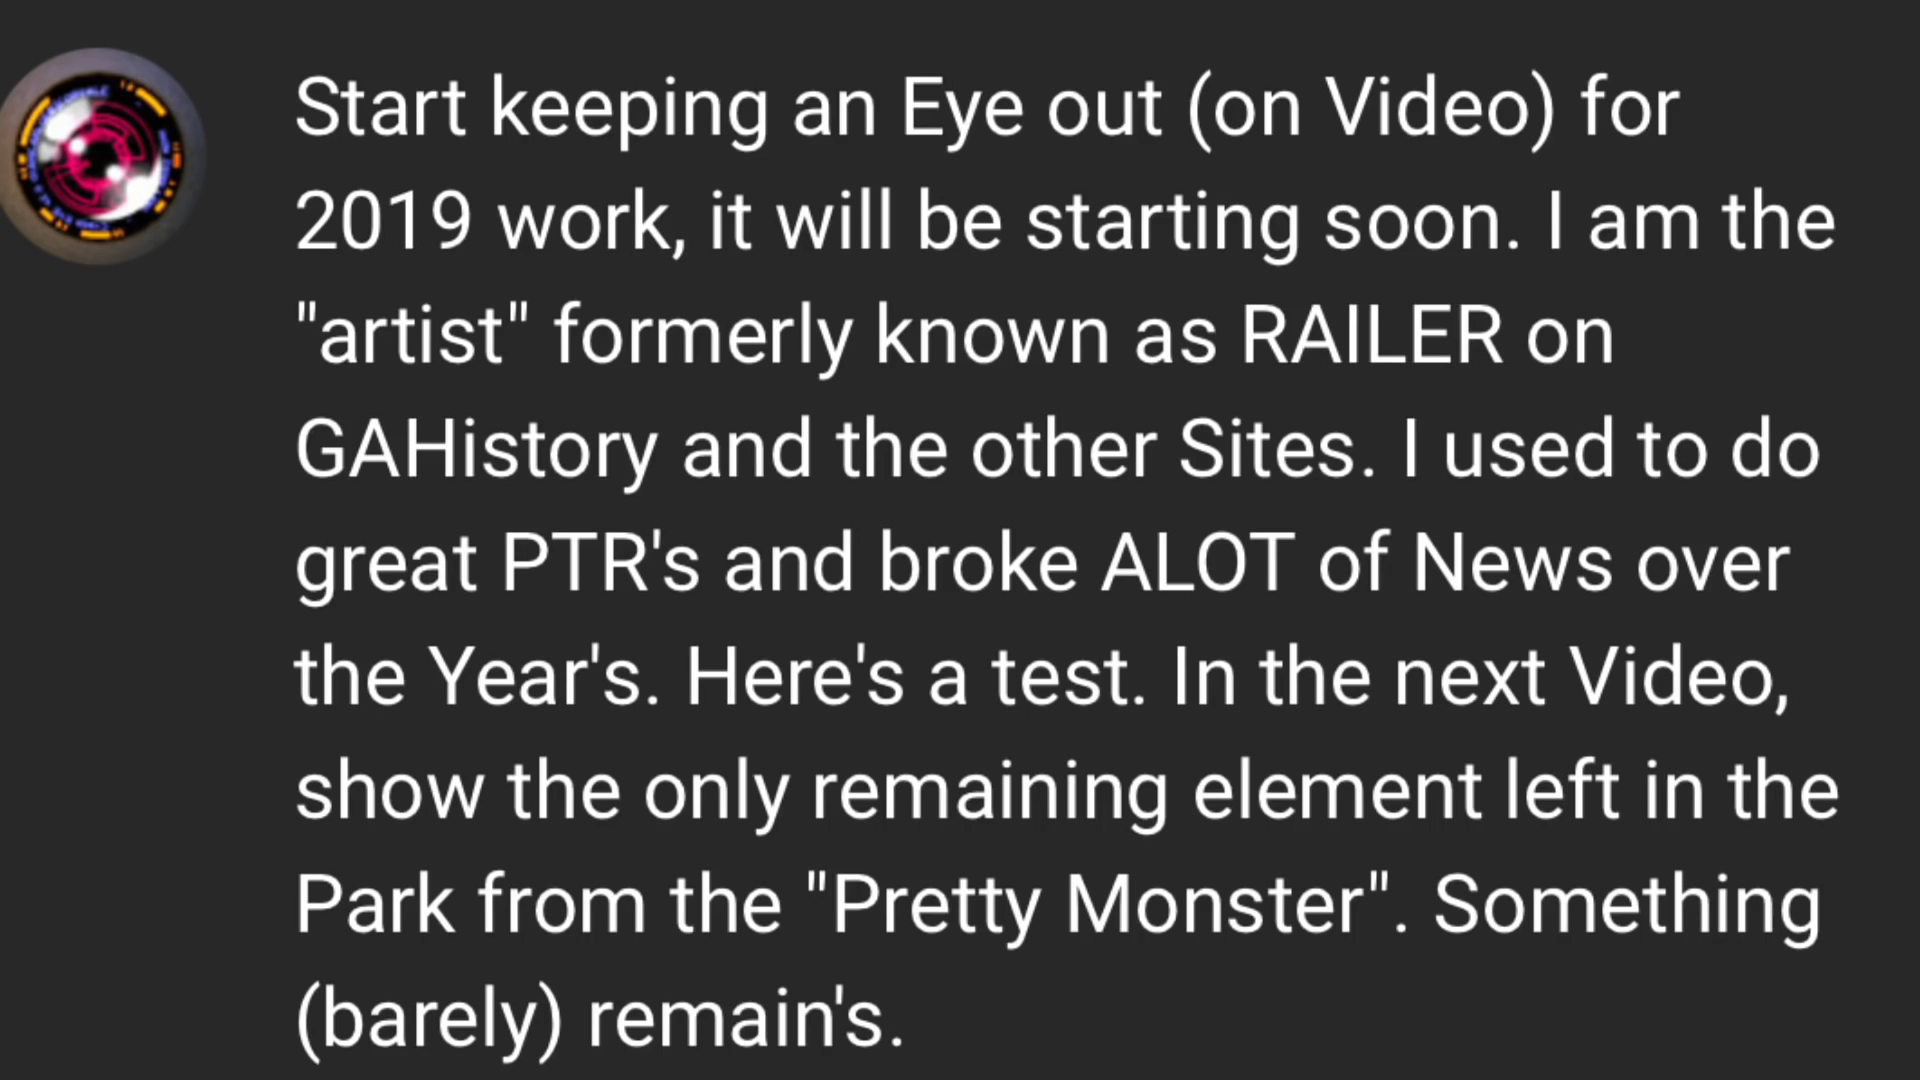 Start keeping an Eye out (on Video) for
2019 work, it will be starting soon. I am the
"artist" formerly known as RAILER on
GAHistory and the other Sites. I used to do
great PTR's and broke ALOT of News over
the Year's. Here's a test. In the next Video,
show the only remaining element left in the
Park from the "Pretty Monster". Something
(barely) remain's.